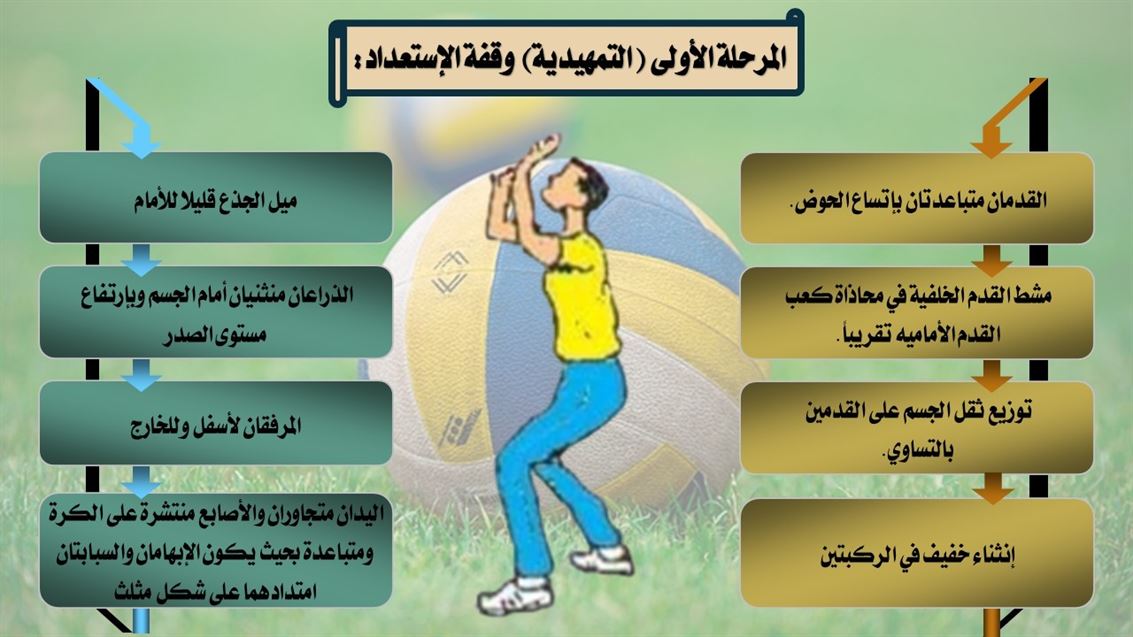 المرحلة الأولى (التمهيدية) وقفة الإستعداد:
القدمان متباعدتان بإتساع الحوض.
مشط القدم الخلفية في محاذاة كعب
القدم الأماميه تقريباً.
توزيع ثقل الجسم على القدمين
بالتساوي.
إنثناء خفيف في الركبتين
ميل الجذع قليلا للأمام
الذراعان منثنيان أمام الجسم وبإرتفاع
مستوى الصدر
المرفقان لأسفل وللخارج
اليدان متجاوران والأصابع منتشرة على الكرة
ومتباعدة بحيث يكون الإبهامان والسبابتان
امتدادهما على شكل مثلث